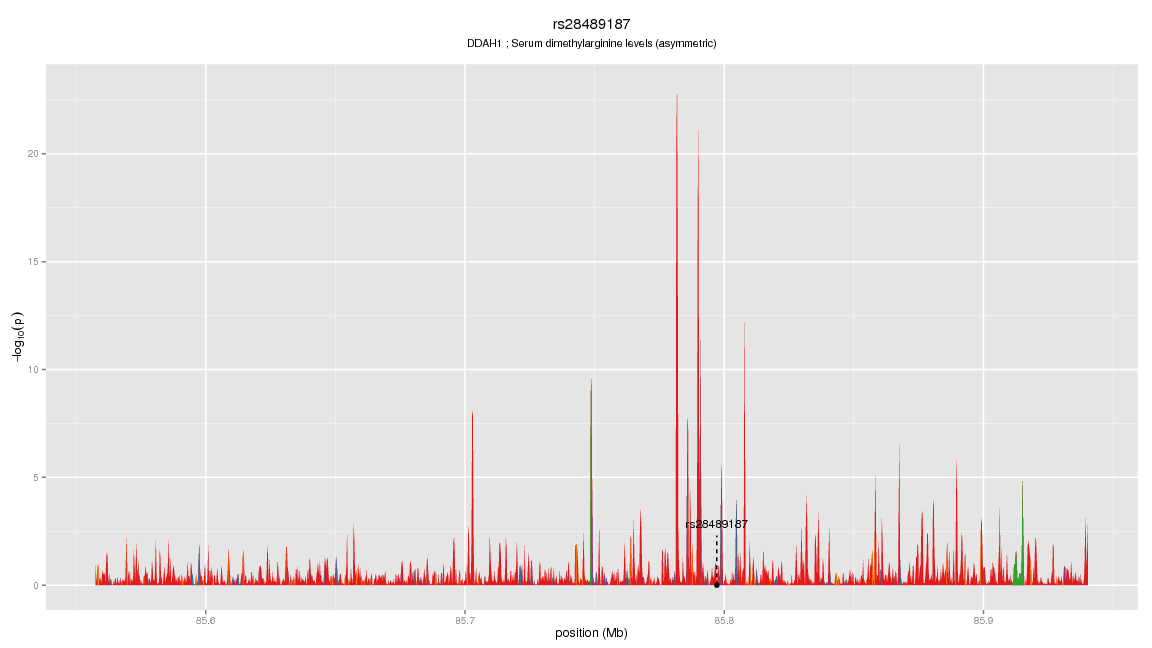 rs28489187
DDAH1 ; Serum dimethylarginine levels (asymmetric)
−log10(p)
20
15
10
5
0
rs28489187
85.6 85.7 85.8 85.9
position (Mb)